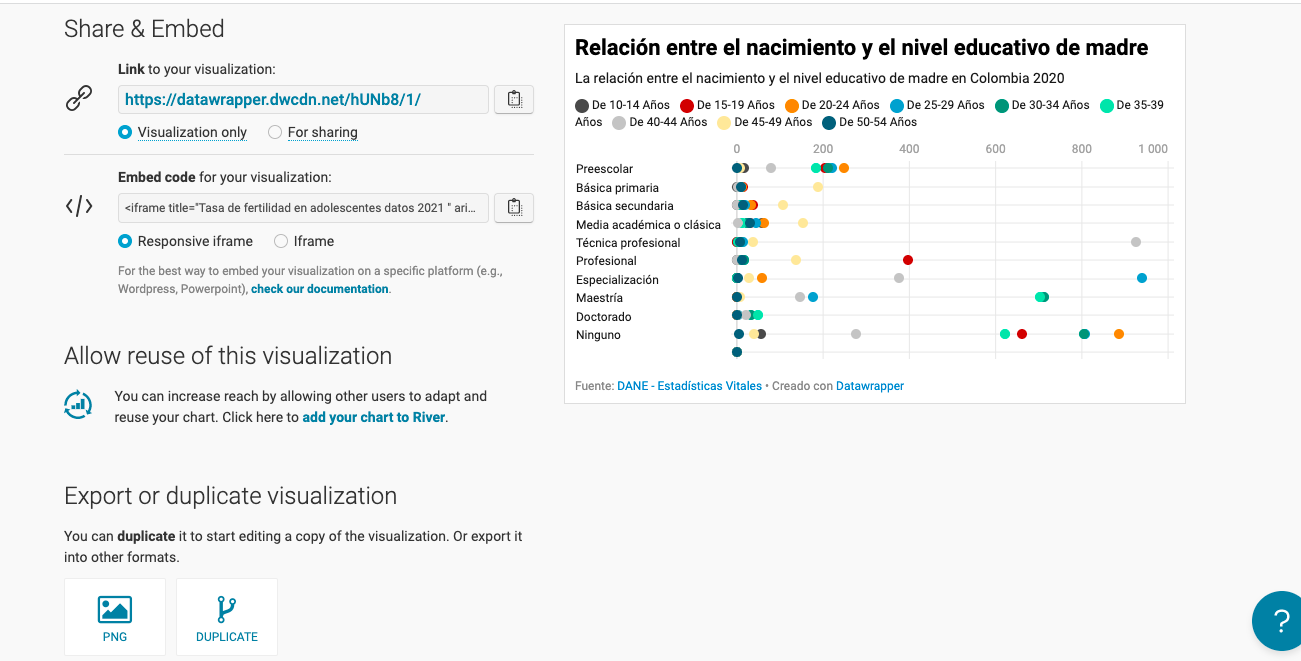 Share & Embed
Link to your visualization:
https://datawrapper.dwcdn.net/hUNb8/1/
Visualization only
For sharing
Embed code for your visualization:
<iframe title="Tasa de fertilidad en adolescentes datos 2021 " ari...
Responsive iframe
Iframe
For the best way to embed your visualization on a specific platform (e.g.,
Wordpress, Powerpoint), check our documentation.
Allow reuse of this visualization
You can increase reach by allowing other users to adapt and
reuse your chart. Click here to add your chart to River.
Export or duplicate visualization
You can duplicate it to start editing a copy of the visualization. Or export it
into other formats.
PNG
DUPLICATE
Relación entre el nacimiento y el nivel educativo de madre
La relación entre el nacimiento y el nivel educativo de madre en Colombia 2020
De 10-14 Años De 15-19 Años De 20-24 Años De 25-29 Años De 30-34 Años De 35-39
Años De 40-44 Años De 45-49 Años De 50-54 Años
0 200 400 600 800 1 000
Preescolar
Básica primaria
Básica secundaria
Media académica o clásica
Técnica profesional
Profesional
Especialización
Maestría
Doctorado
Ninguno
Fuente: DANE - Estadísticas Vitales • Creado con Datawrapper
?